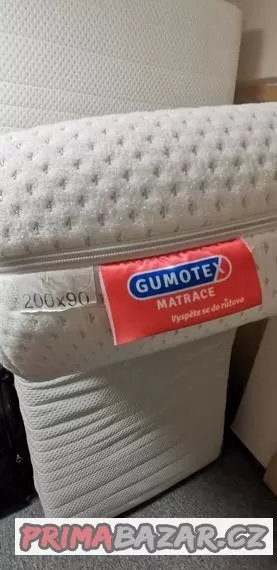 200x90
GUMOTEX
MATRACE
Vyspěte se do růžova
PRIMABAZAR.CZ